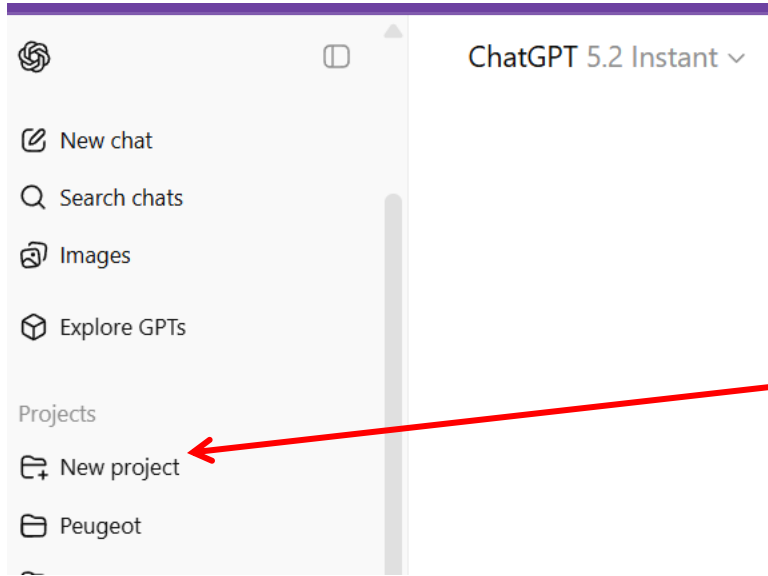 ChatGPT 5.2 Instant
New chat
Search chats
Images
Explore GPTs
Projects
New project
Peugeot